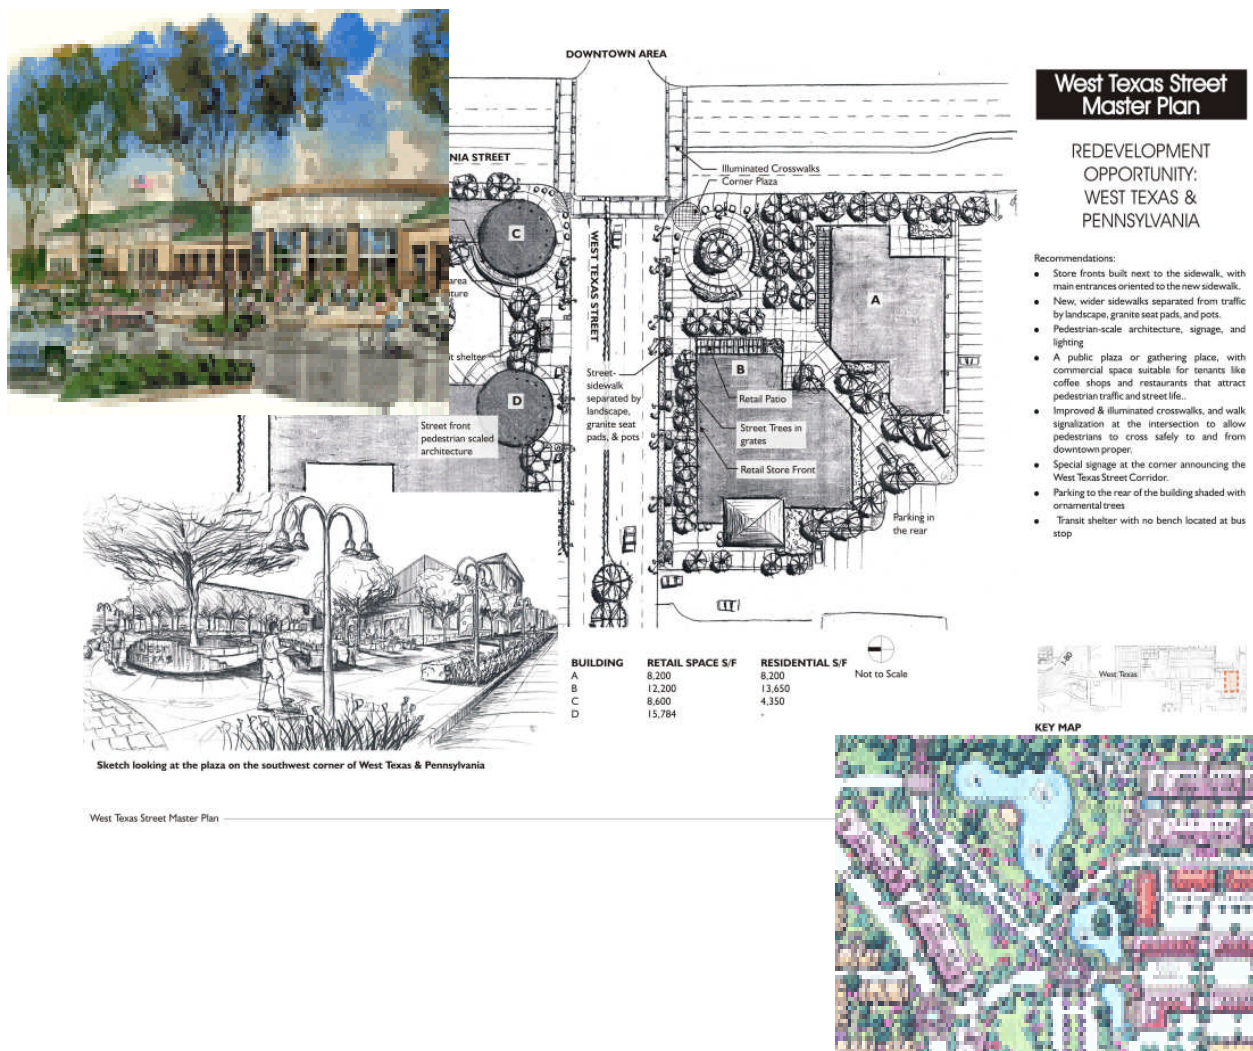 DOWNTOWN AREA
West Texas Street
Master Plan
REDEVELOPMENT
OPPORTUNITY:
WEST TEXAS &
PENNSYLVANIA
NIA STREET
Illuminated Crosswalks
Corner Plaza
C
WEST TEXAS STREET
A
area
ture
it shelter
Street-
sidewalk
separated by
landscape,
granite seat
pads, & pots
B
Retail Patio
D
Street front
pedestrian scaled
architecture
Street Trees in
grates
Retail Store Front
Parking in
the rear
Recommendations:
• Store fronts built next to the sidewalk, with
main entrances oriented to the new sidewalk.
• New, wider sidewalks separated from traffic
by landscape, granite seat pads, and pots.
• Pedestrian-scale architecture, signage, and
lighting
• A public plaza or gathering place, with
commercial space suitable for tenants like
coffee shops and restaurants that attract
pedestrian traffic and street life..
• Improved & illuminated crosswalks, and walk
signalization at the intersection to allow
pedestrians to cross safely to and from
downtown proper.
• Special signage at the corner announcing the
West Texas Street Corridor.
• Parking to the rear of the building shaded with
ornamental trees
• Transit shelter with no bench located at bus
stop
WEST
TEXAS
BUILDING RETAIL SPACE S/F RESIDENTIAL S/F
A 8,200 8,200
B 12,200 13,650
C 8,600 4,350
D 15,784 -
Not to Scale
I-80
West Texas
KEY MAP
Sketch looking at the plaza on the southwest corner of West Texas & Pennsylvania
West Texas Street Master Plan